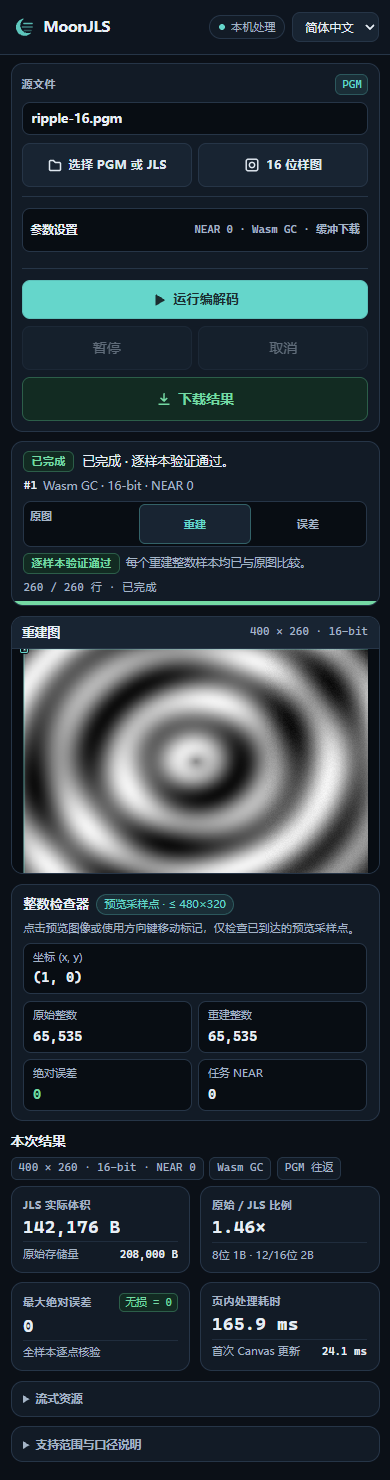 MoonJLS
本机处理
简体中文
源文件
PGM
ripple-16.pgm
选择 PGM 或 JLS
16 位样图
参数设置
NEAR 0 · Wasm GC · 缓冲下载
运行编解码
暂停
取消
下载结果
已完成 已完成 · 逐样本验证通过。
#1 Wasm GC · 16-bit · NEAR 0
原图
重建
误差
逐样本验证通过 每个重建整数样本均已与原图比较。
260 / 260 行 · 已完成
重建图
400 × 260 · 16-bit
整数检查器 预览采样点 · ≤ 480×320
点击预览图像或使用方向键移动标记，仅检查已到达的预览采样点。
坐标 (x, y)
(1, 0)
原始整数
65,535
重建整数
65,535
绝对误差
0
任务 NEAR
0
本次结果
400 × 260 · 16-bit · NEAR 0
Wasm GC
PGM 往返
JLS 实际体积
142,176 B
原始存储量 208,000 B
原始 / JLS 比例
1.46×
8位 1B · 12/16位 2B
最大绝对误差 无损 = 0
0
全样本逐点核验
页内处理耗时
165.9 ms
首次 Canvas 更新 24.1 ms
流式资源
支持范围与口径说明